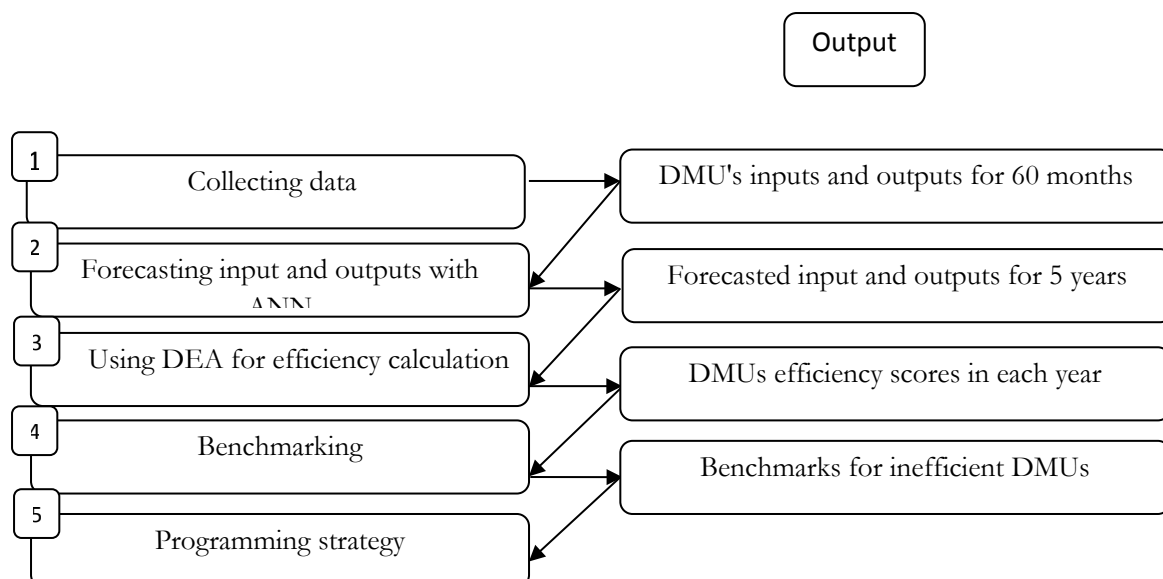 Output
1
Collecting data
DMU's inputs and outputs for 60 months
2
Forecasting input and outputs with
ANN
Forecasted input and outputs for 5 years
3
Using DEA for efficiency calculation
DMUs efficiency scores in each year
4
Benchmarking
Benchmarks for inefficient DMUs
5
Programming strategy